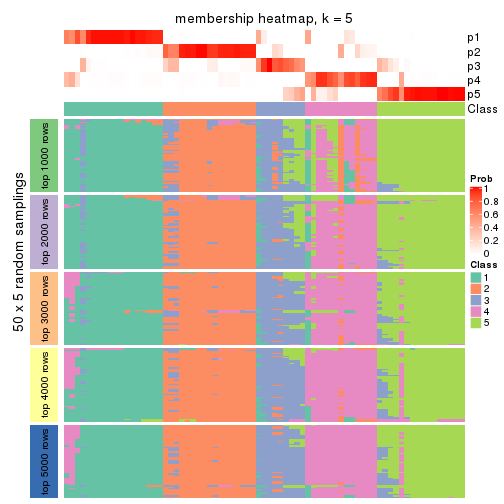 membership heatmap, k = 5
p1
p2
p3
p4
p5
Class
50 x 5 random samplings
top 1000 rows
top 2000 rows
top 3000 rows
top 4000 rows
top 5000 rows
Prob
1
0.8
0.6
0.4
0.2
0
Class
1
2
3
4
5